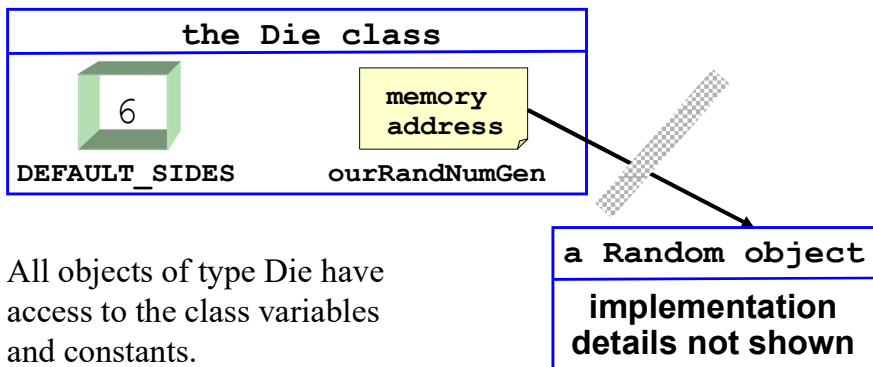 the Die class
6
memory
address
DEFAULT_SIDES
ourRandNumGen
a Random object
implementation
details not shown
All objects of type Die have
access to the class variables
and constants.